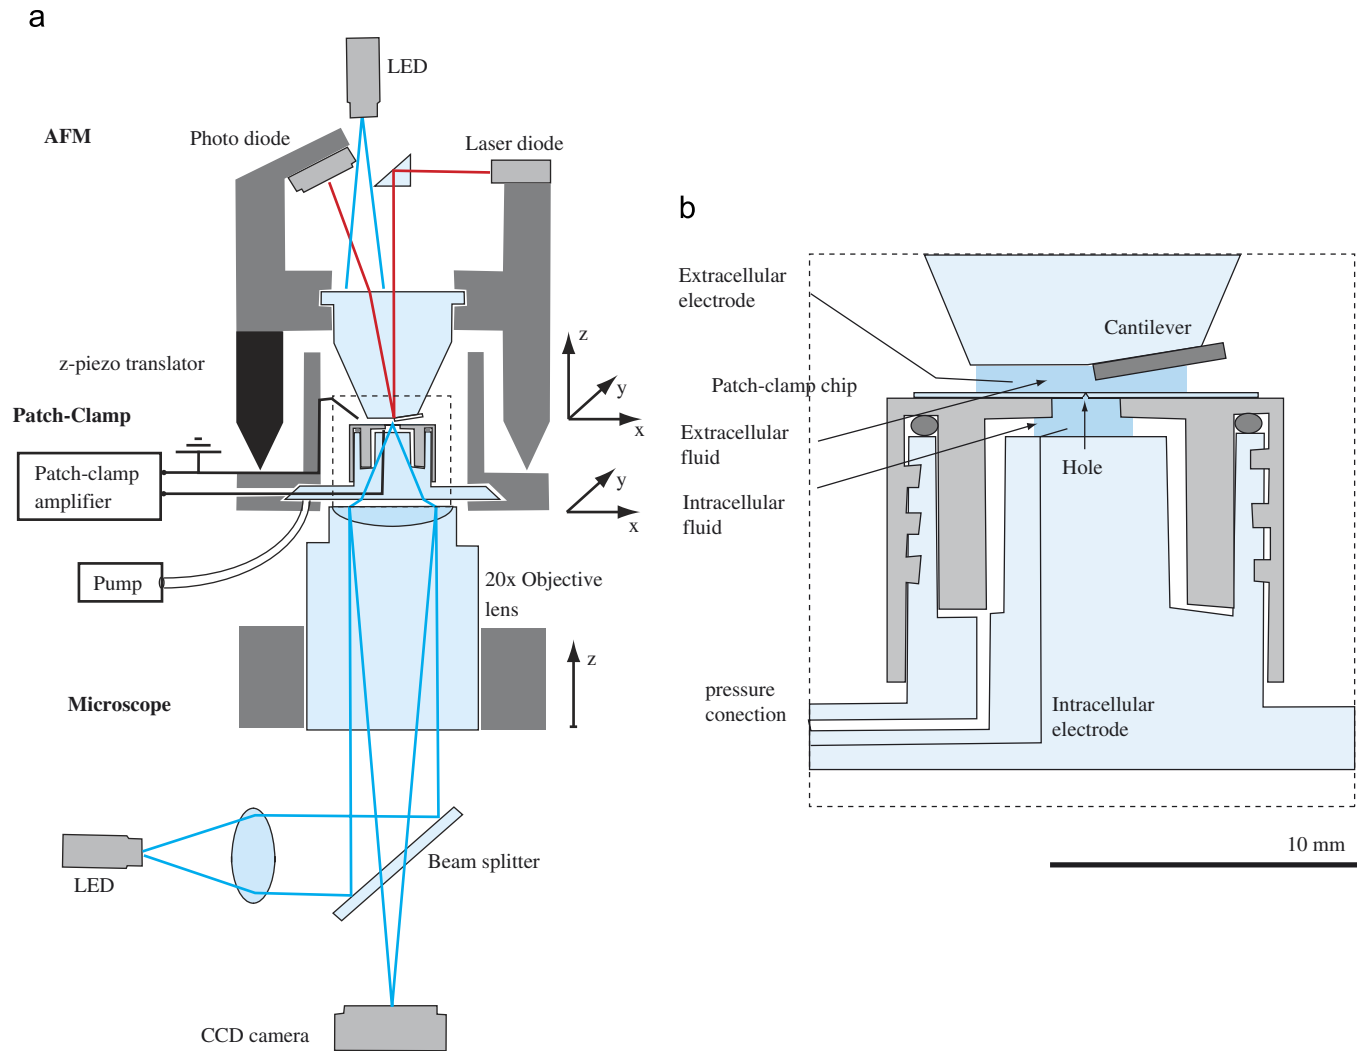 a
LED
AFM
Photo diode
Laser diode
z-piezo translator
z
y
x
Patch-Clamp
Patch-clamp
amplifier
y
x
Pump
20x Objective
lens
z
Microscope
Beam splitter
LED
CCD camera
b
Extracellular
electrode
Cantilever
Patch-clamp chip
Extracellular
fluid
Hole
Intracellular
fluid
pressure
conection
Intracellular
electrode
10 mm